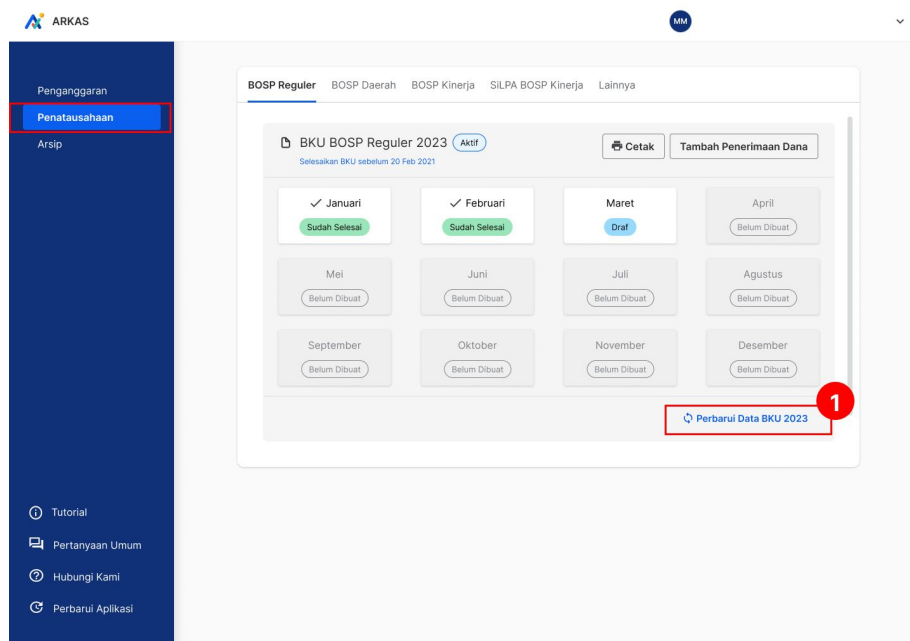 ARKAS
MM
Penganggaran
Penatausahaan
Arsip
Tutorial
Pertanyaan Umum
Hubungi Kami
Perbarui Aplikasi
BOSP Reguler BOSP Daerah BOSP Kinerja SiLPA BOSP Kinerja Lainnya
BKU BOSP Reguler 2023 Aktif
Selesaikan BKU sebelum 20 Feb 2021
Cetak Tambah Penerimaan Dana
Januari Februari Maret April
Sudah Selesai Sudah Selesai Draf Belum Dibuat
Mei Juni Juli Agustus
Belum Dibuat Belum Dibuat Belum Dibuat Belum Dibuat
September Oktober November Desember
Belum Dibuat Belum Dibuat Belum Dibuat Belum Dibuat
1
Perbarui Data BKU 2023